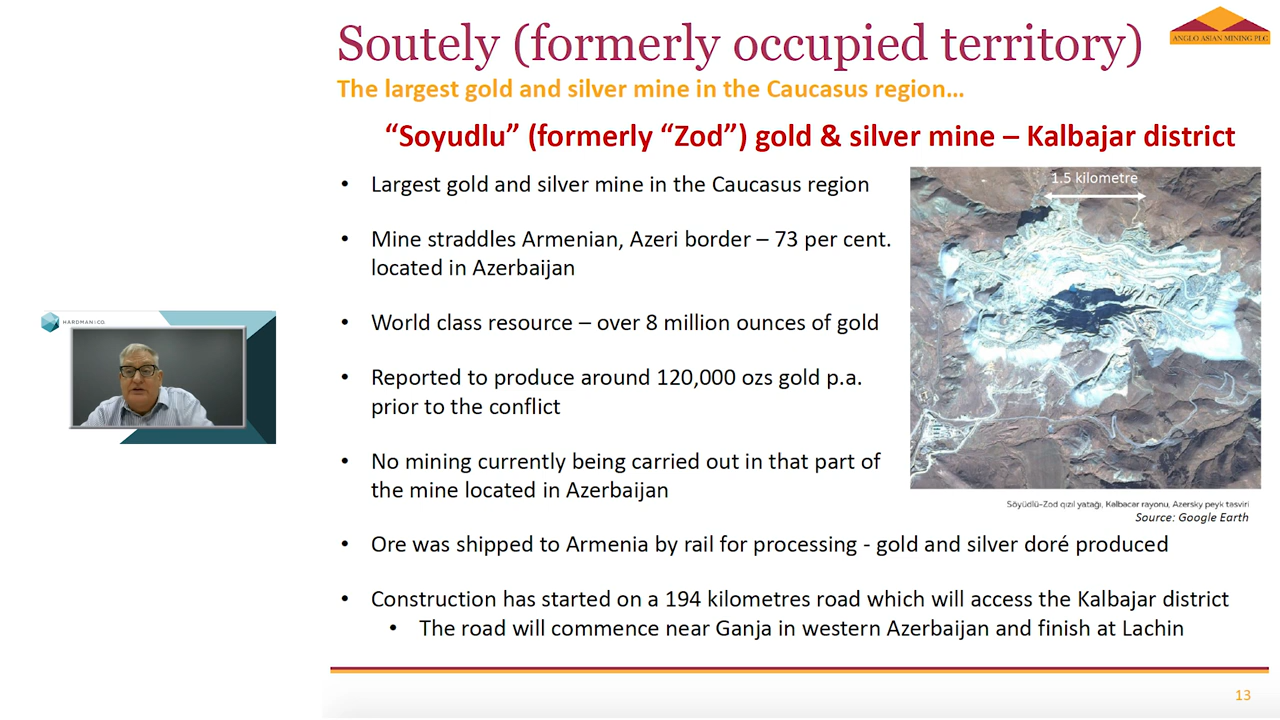 Soutely (formerly occupied territory)
ANGLO ASIAN MINING PLC
The largest gold and silver mine in the Caucasus region...
“Soyudlu” (formerly “Zod”) gold & silver mine – Kalbajar district
• Largest gold and silver mine in the Caucasus region
• Mine straddles Armenian, Azeri border – 73 per cent.
located in Azerbaijan
• World class resource – over 8 million ounces of gold
• Reported to produce around 120,000 ozs gold p.a.
prior to the conflict
• No mining currently being carried out in that part of
the mine located in Azerbaijan
1.5 kilometre
Söyüdlü-Zod qızıl yatağı, Kəlbəcər rayonu, Azersky peyk təsviri
Source: Google Earth
• Ore was shipped to Armenia by rail for processing - gold and silver doré produced
• Construction has started on a 194 kilometres road which will access the Kalbajar district
• The road will commence near Ganja in western Azerbaijan and finish at Lachin
HARDMAN&CO.
13